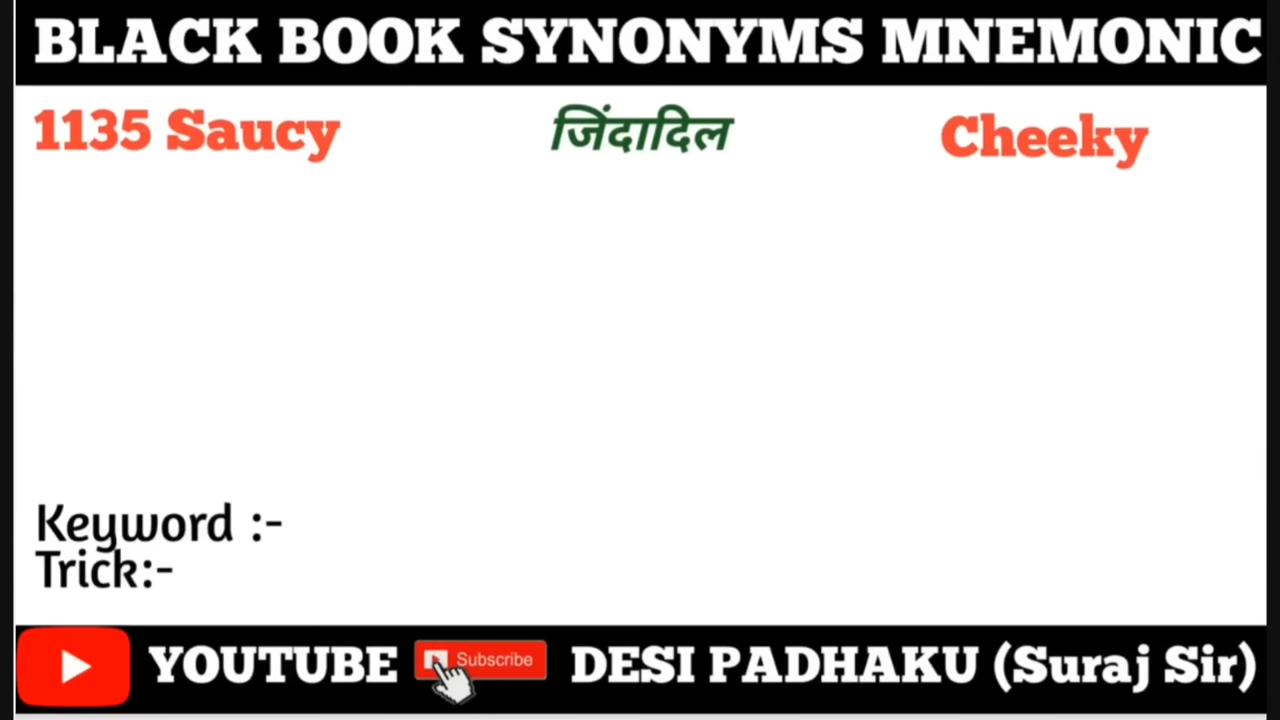 BLACK BOOK SYNONYMS MNEMONIC
1135 Saucy जिंदादिल Cheeky
Keyword :-
Trick:-
YOUTUBE Subscribe DESI PADHAKU (Suraj Sir)